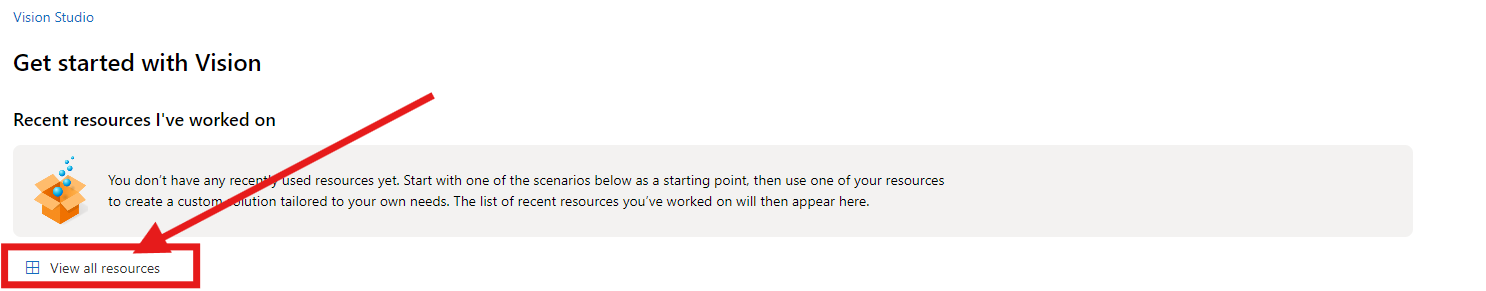 Vision Studio
Get started with Vision
Recent resources I've worked on
You don't have any recently used resources yet. Start with one of the scenarios below as a starting point, then use one of your resources
to create a custom solution tailored to your own needs. The list of recent resources you've worked on will then appear here.
View all resources